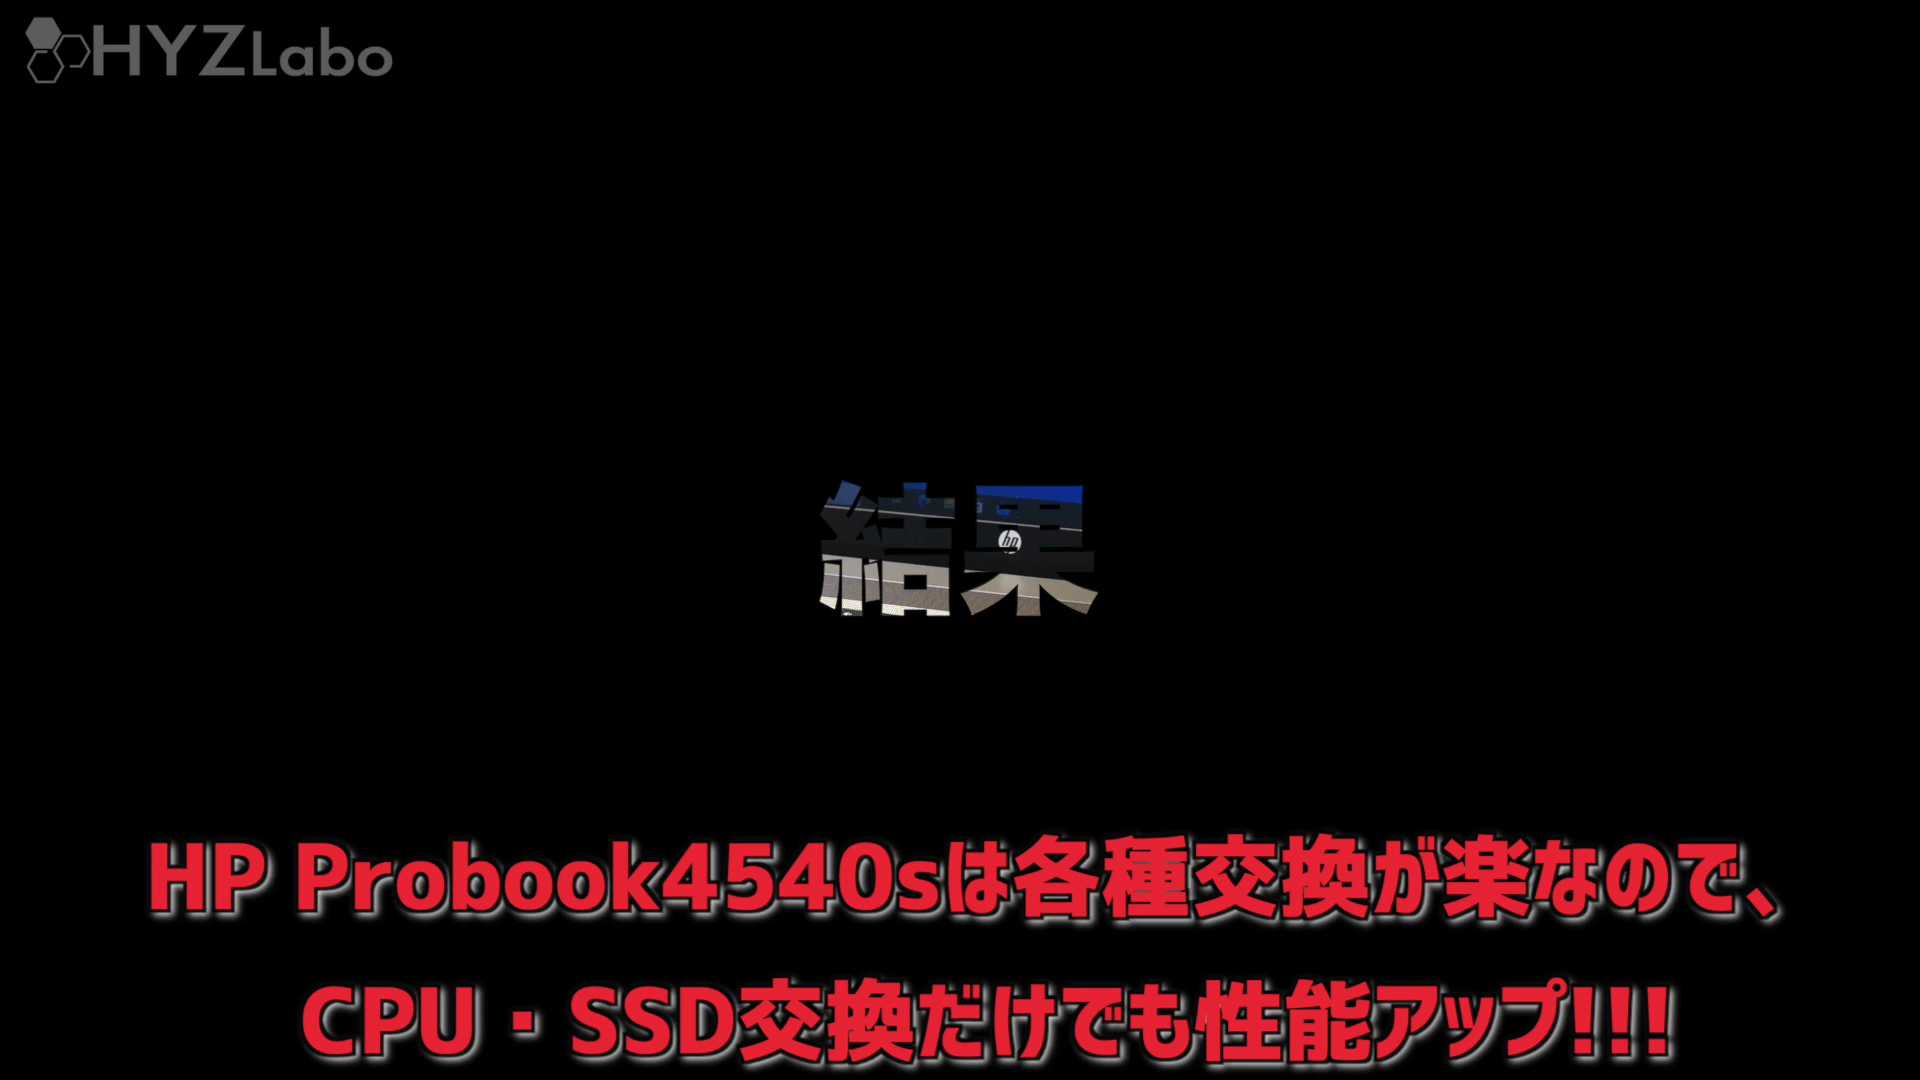 HYZLabo
結果
hp
HP Probook4540sは各種交換が楽なので、
CPU・SSD交換だけでも性能アップ!!!